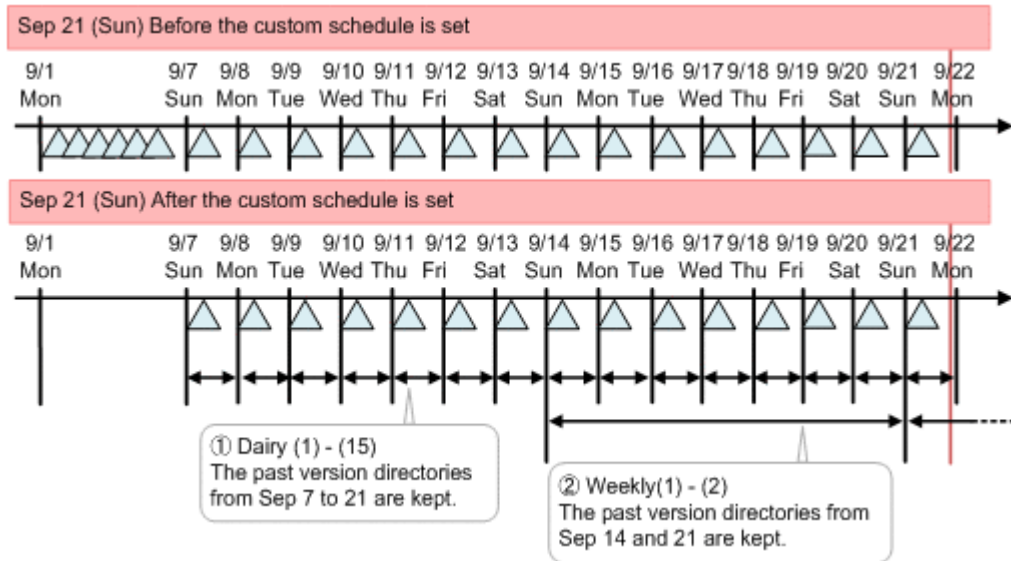 Sep 21 (Sun) Before the custom schedule is set
9/1 9/7 9/8 9/9 9/10 9/11 9/12 9/13 9/14 9/15 9/16 9/17 9/18 9/19 9/20 9/21 9/22
Mon Sun Mon Tue Wed Thu Fri Sat Sun Mon Tue Wed Thu Fri Sat Sun Mon
Sep 21 (Sun) After the custom schedule is set
9/1 9/7 9/8 9/9 9/10 9/11 9/12 9/13 9/14 9/15 9/16 9/17 9/18 9/19 9/20 9/21 9/22
Mon Sun Mon Tue Wed Thu Fri Sat Sun Mon Tue Wed Thu Fri Sat Sun Mon
① Dairy (1) - (15)
The past version directories
from Sep 7 to 21 are kept.
② Weekly(1) - (2)
The past version directories from
Sep 14 and 21 are kept.